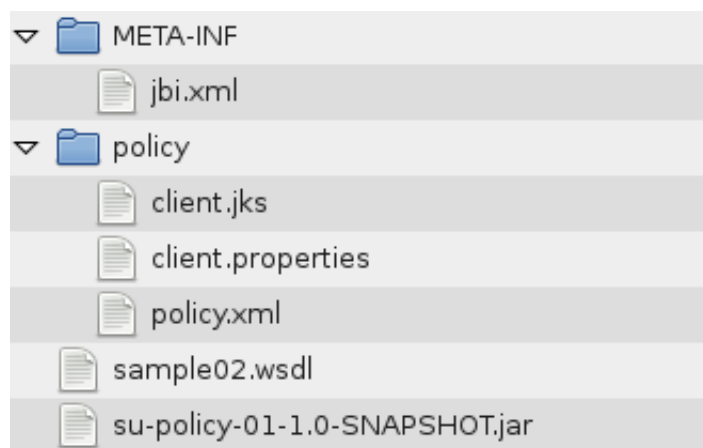 META-INF
jbi.xml
policy
client.jks
client.properties
policy.xml
sample02.wsdl
su-policy-01-1.0-SNAPSHOT.jar